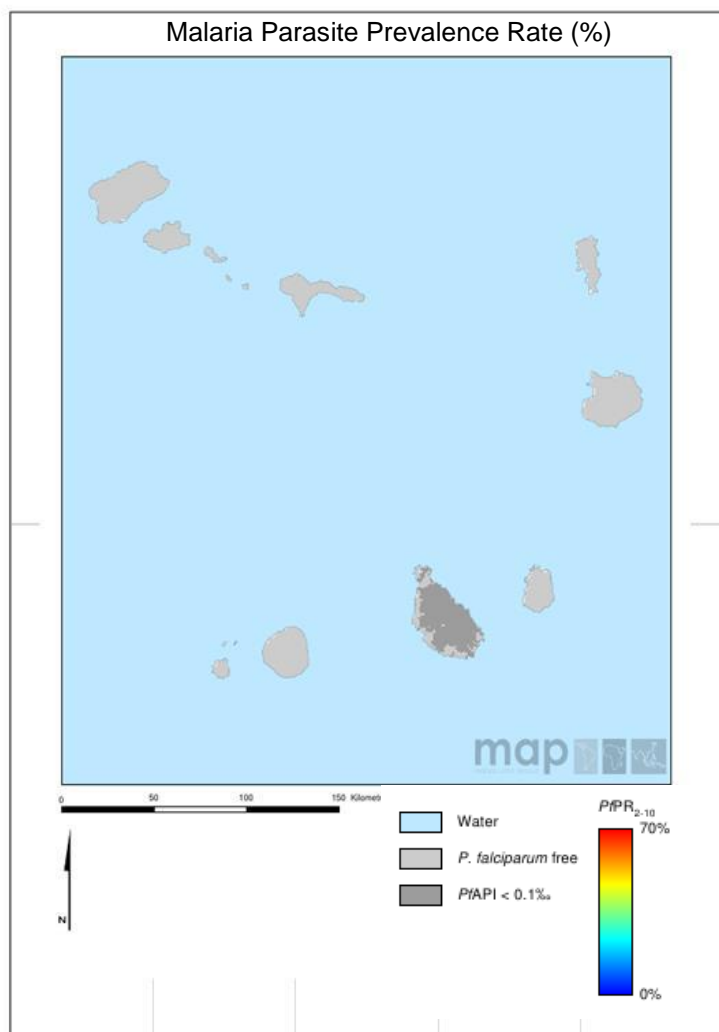 Malaria Parasite Prevalence Rate (%)
map
0 50 100 150 Kilomet
N
Water
P. falciparum free
PfAPI < 0.1‰
PfPR2-10
70%
0%